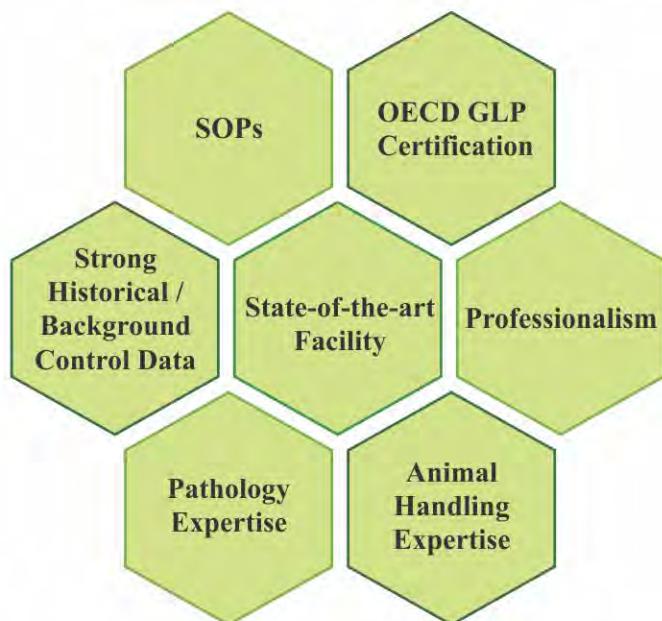 SOPs
OECD GLP
Certification
Strong
Historical /
Background
Control Data
State-of-the-art
Facility
Professionalism
Pathology
Expertise
Animal
Handling
Expertise